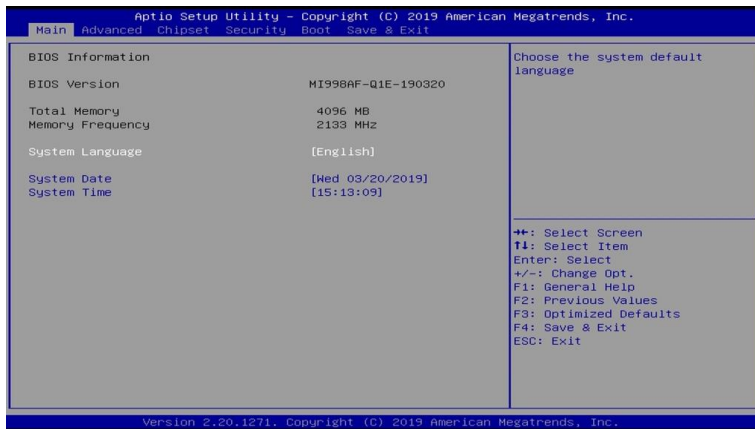 Aptio Setup Utility – Copyright (C) 2019 American Megatrends, Inc.
Main Advanced Chipset Security Boot Save & Exit
BIOS Information
BIOS Version MI998AF-Q1E-190320
Total Memory 4096 MB
Memory Frequency 2133 MHz
System Language [English]
System Date [Wed 03/20/2019]
System Time [15:13:09]
Choose the system default
language
→←: Select Screen
↑↓: Select Item
Enter: Select
+/-: Change Opt.
F1: General Help
F2: Previous Values
F3: Optimized Defaults
F4: Save & Exit
ESC: Exit
Version 2.20.1271. Copyright (C) 2019 American Megatrends, Inc.